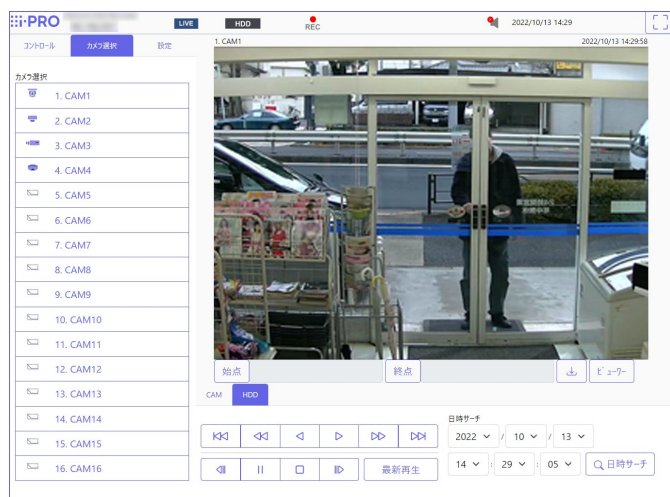 i-PRO
LIVE
HDD
REC
2022/10/13 14:29
コントロール
カメラ選択
設定
1. CAM1
2022/10/13 14:29:58
カメラ選択
1. CAM1
2. CAM2
3. CAM3
4. CAM4
5. CAM5
6. CAM6
7. CAM7
8. CAM8
9. CAM9
10. CAM10
11. CAM11
12. CAM12
13. CAM13
14. CAM14
15. CAM15
16. CAM16
始点
終点
ビューワー
CAM
HDD
日時サーチ
2022 / 10 / 13
14 : 29 : 05
日時サーチ
最新再生